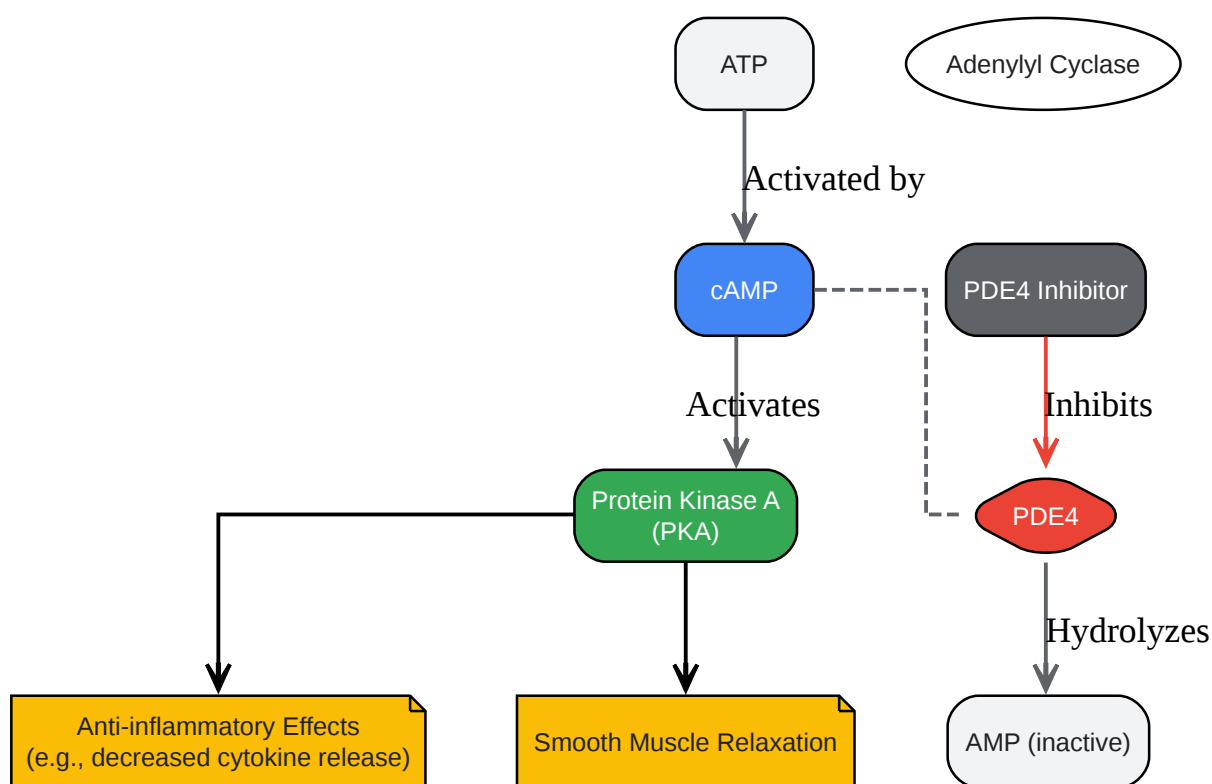 ATP
Adenylyl Cyclase
Activated by
cAMP
PDE4 Inhibitor
Activates
Inhibits
Protein Kinase A
(PKA)
PDE4
Hydrolyzes
Anti-inflammatory Effects
(e.g., decreased cytokine release)
Smooth Muscle Relaxation
AMP (inactive)